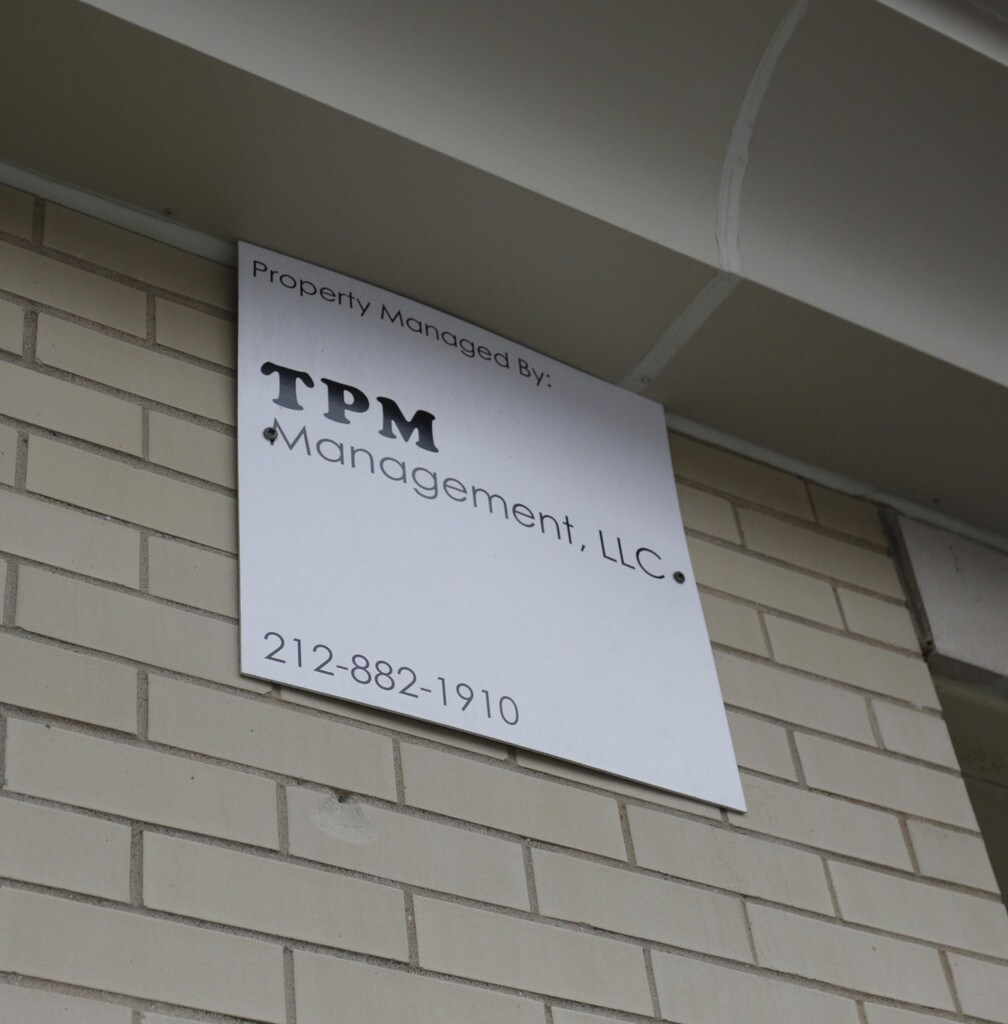 Property Managed By:
TPM
Management, LLC
212-882-1910